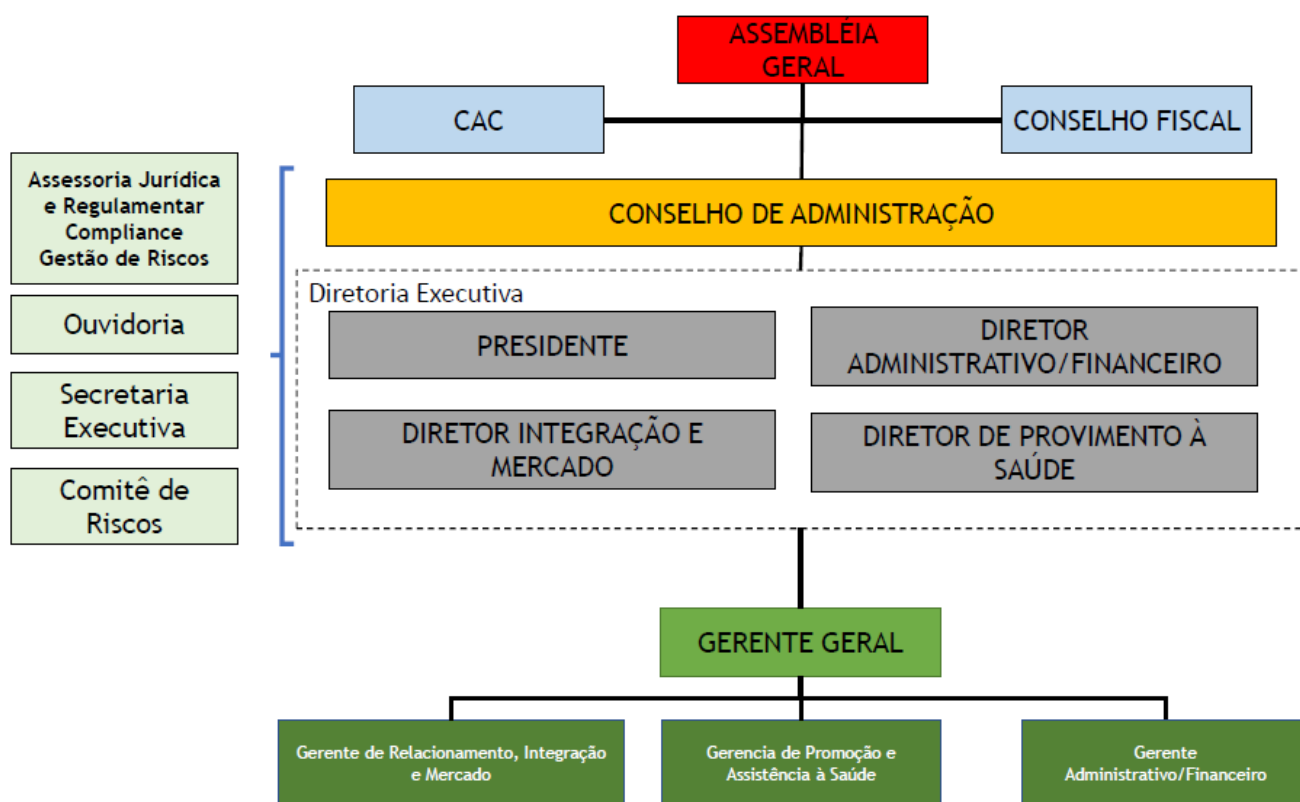 ASSEMBLÉIA
GERAL
CAC
CONSELHO FISCAL
Assessoria Jurídica
e Regulamentar
Compliance
Gestão de Riscos
CONSELHO DE ADMINISTRAÇÃO
Ouvidoria
Secretaria
Executiva
Comitê de
Riscos
Diretoria Executiva
PRESIDENTE
DIRETOR
ADMINISTRATIVO/FINANCEIRO
DIRETOR INTEGRAÇÃO E
MERCADO
DIRETOR DE PROVIMENTO À
SAÚDE
GERENTE GERAL
Gerente de Relacionamento, Integração
e Mercado
Gerencia de Promoção e
Assistência à Saúde
Gerente
Administrativo/Financeiro